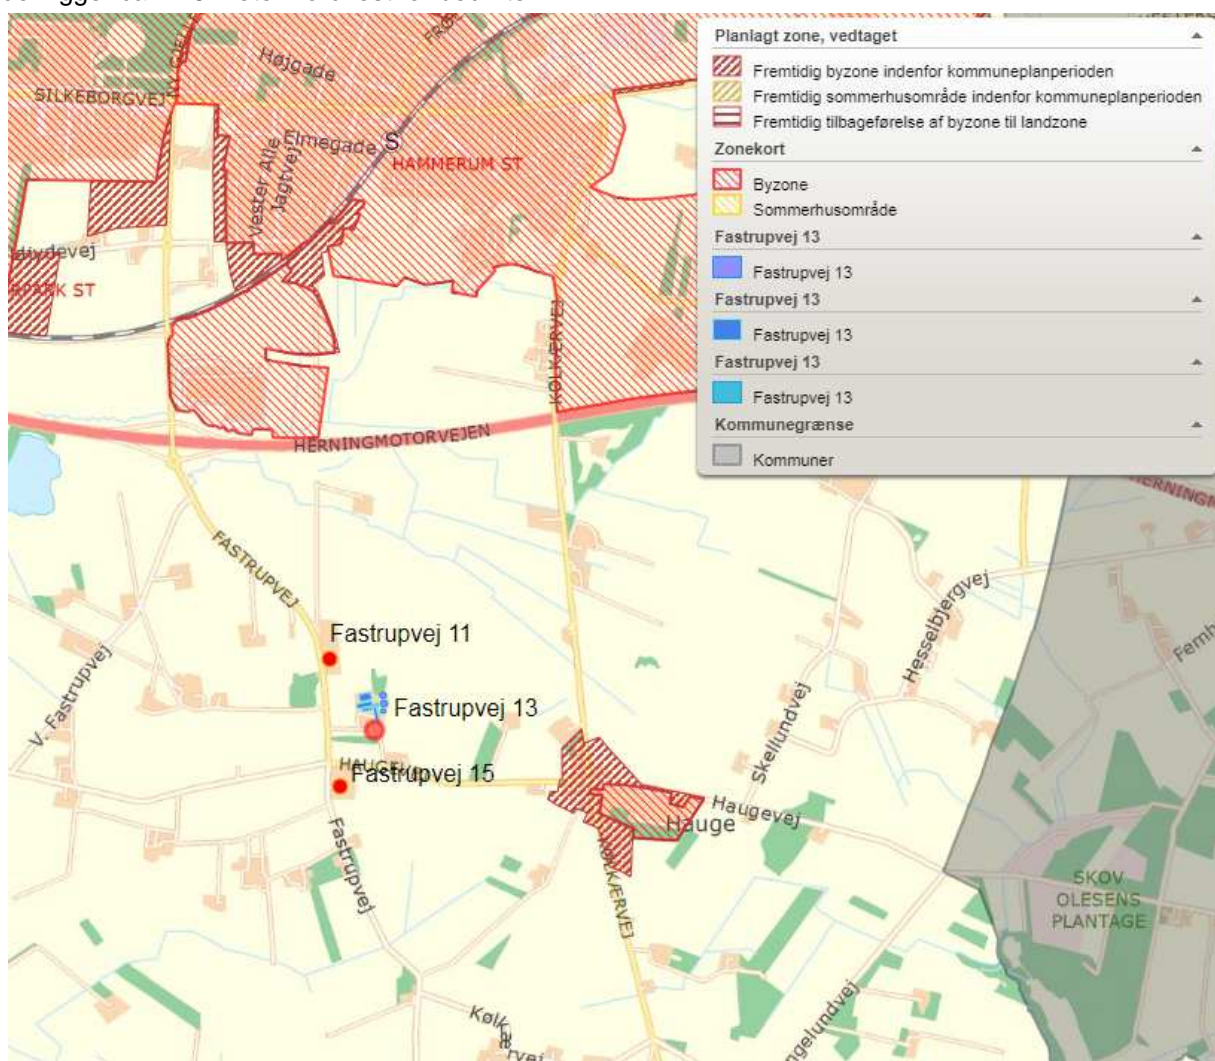 Planlagt zone, vedtaget
Fremtidig byzone indenfor kommuneplanperioden
Fremtidig sommerhusområde indenfor kommuneplanperioden
Fremtidig tilbageførelse af byzone til landzone
Zonekort
Byzone
Sommerhusområde
Fastrupvej 13
Fastrupvej 13
Fastrupvej 13
Fastrupvej 13
Fastrupvej 13
Fastrupvej 13
Kommunegrænse
Kommuner
Højgade
SILKEBORGVEJ
Elmegade
S
HAMMERUM ST
Vester Alle
Jagtvej
ST
KØLKÆRVEJ
HERNINGMOTORVEJEN
FASTRUPVEJ
Fastrupvej 11
Hesselbjergvej
V. Fastrupvej
Fastrupvej 13
Skellundvej
HAUGEVEJ
Fastrupvej 15
Haugevej
Hauge
Fastrupvej
KØLKÆRVEJ
SKOV
OLESENS
PLANTAGE
Kølkærvej